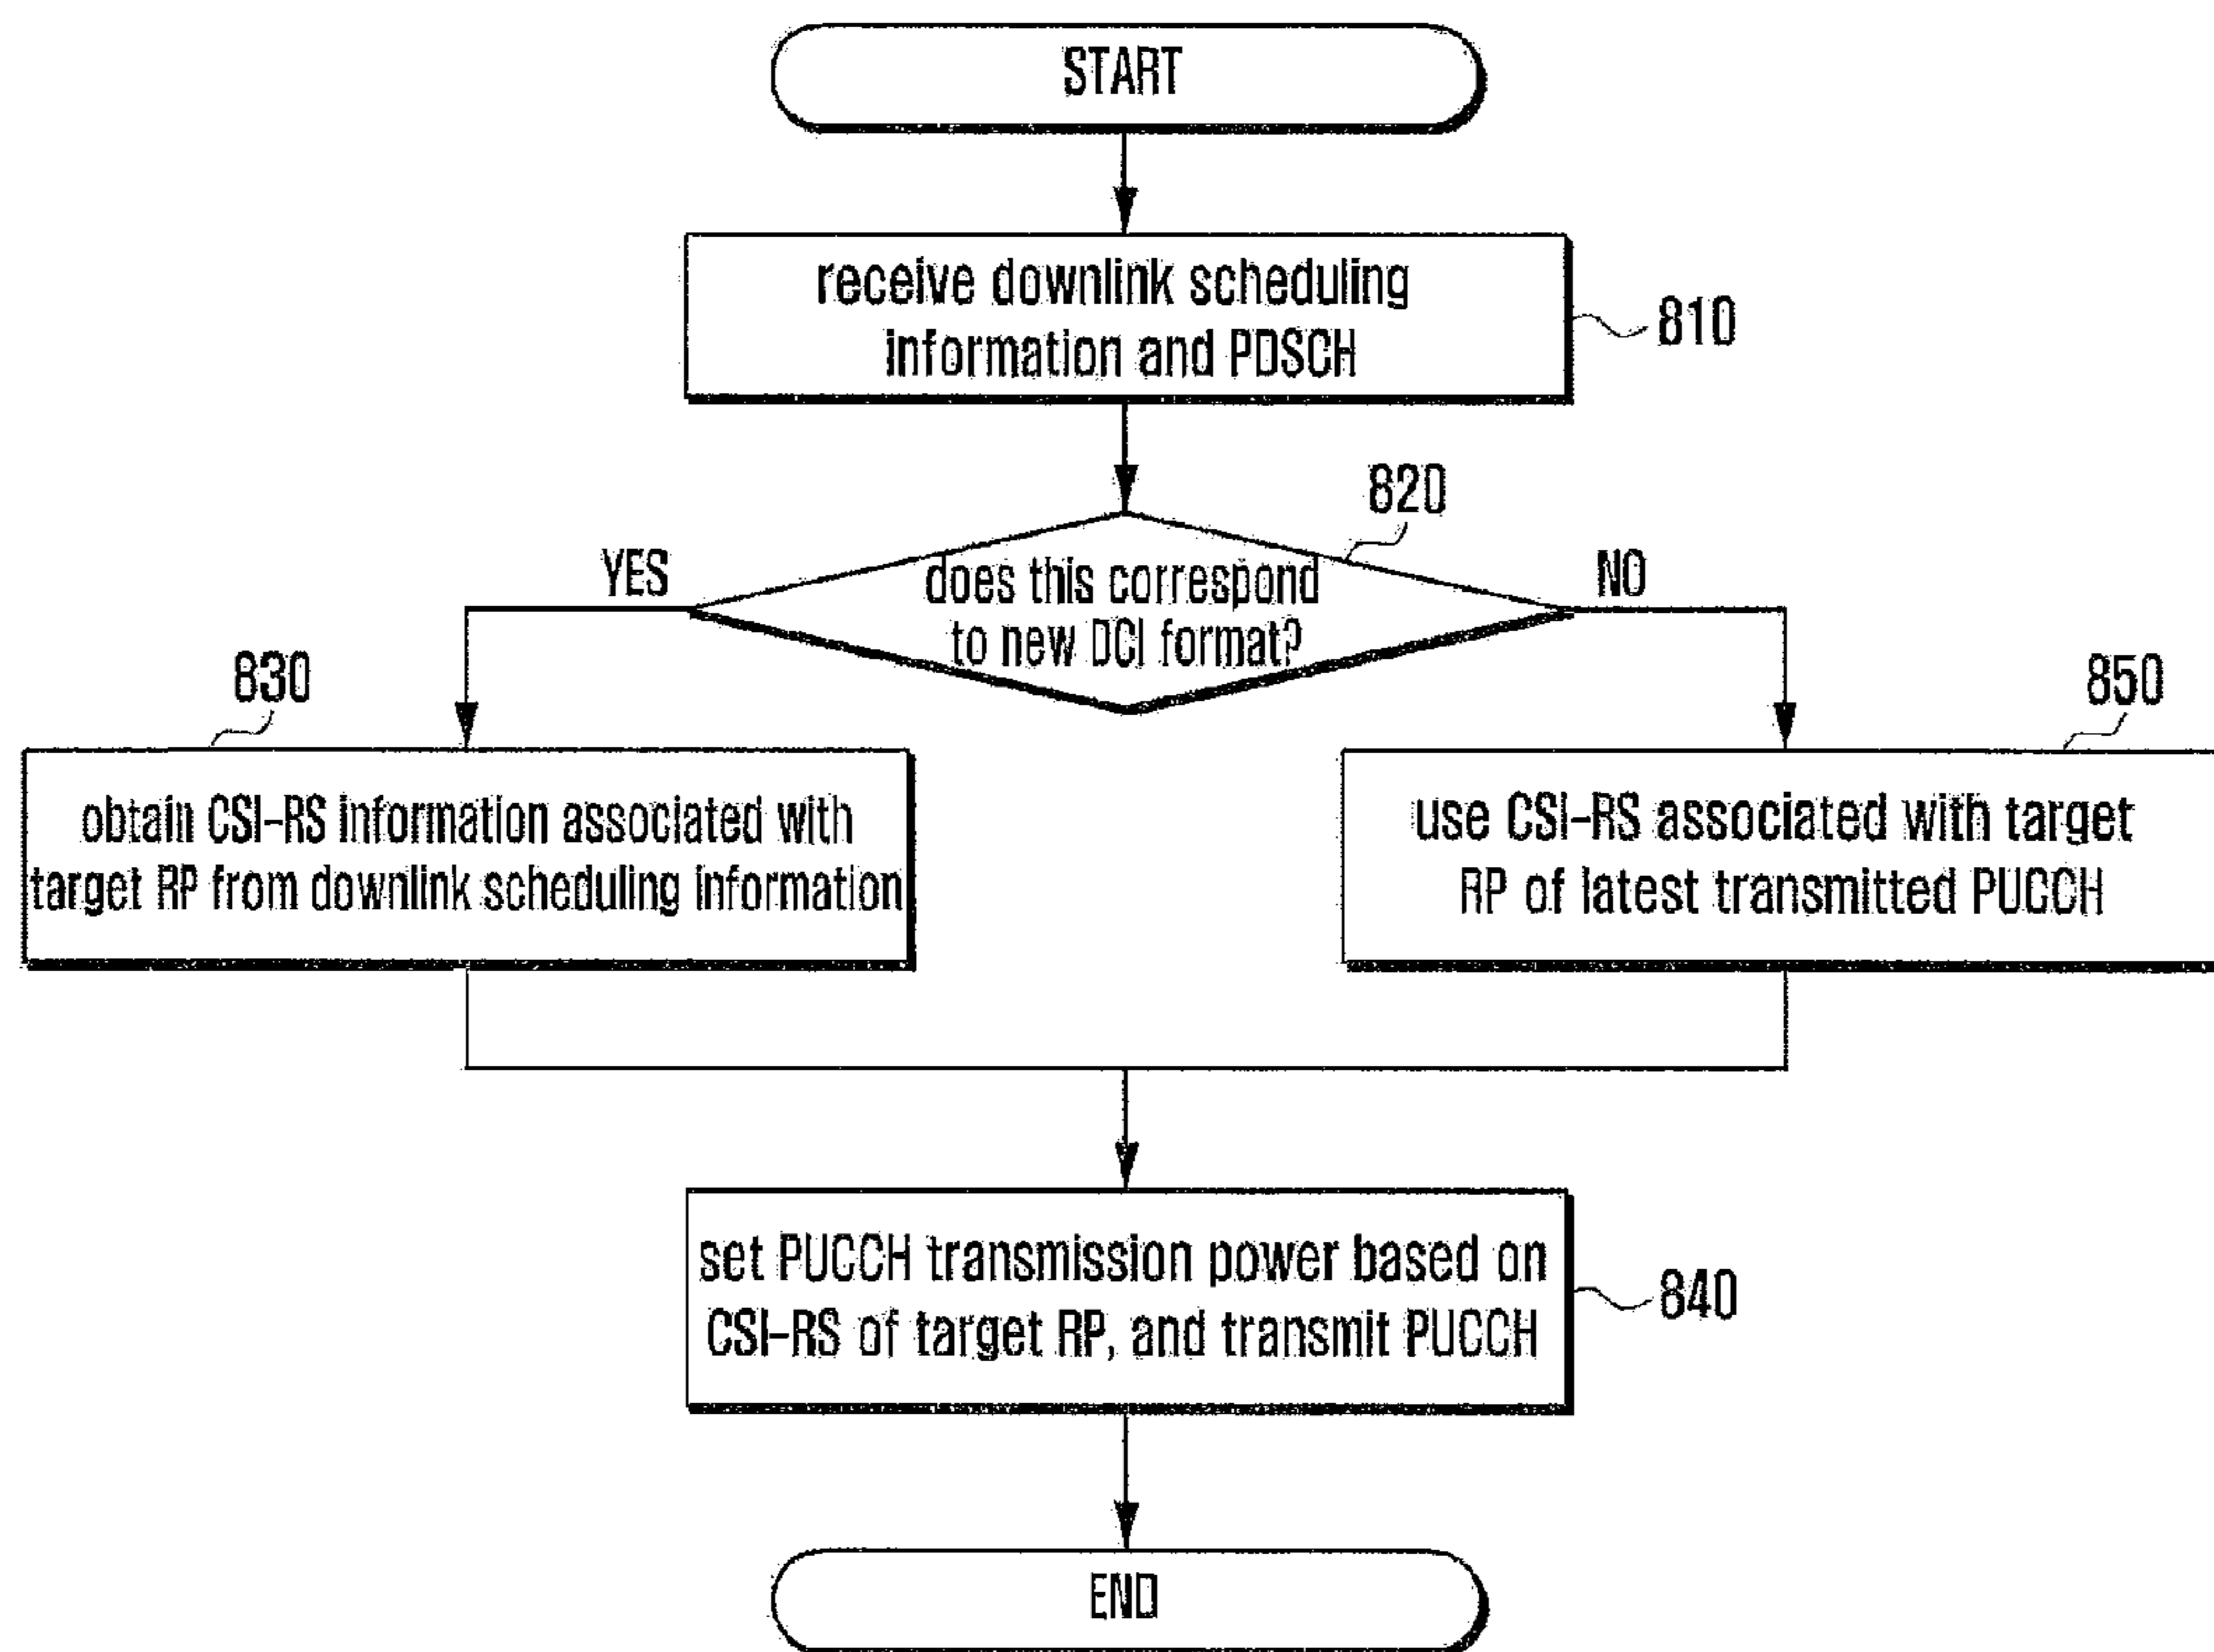 START
receive downlink scheduling
information and PDSCH
810
820
YES
does this correspond
to new DCI format?
NO
830
obtain CSI-RS information associated with
target RP from downlink scheduling information
850
use CSI-RS associated with target
RP of latest transmitted PUCCH
set PUCCH transmission power based on
CSI-RS of target RP, and transmit PUCCH
840
END